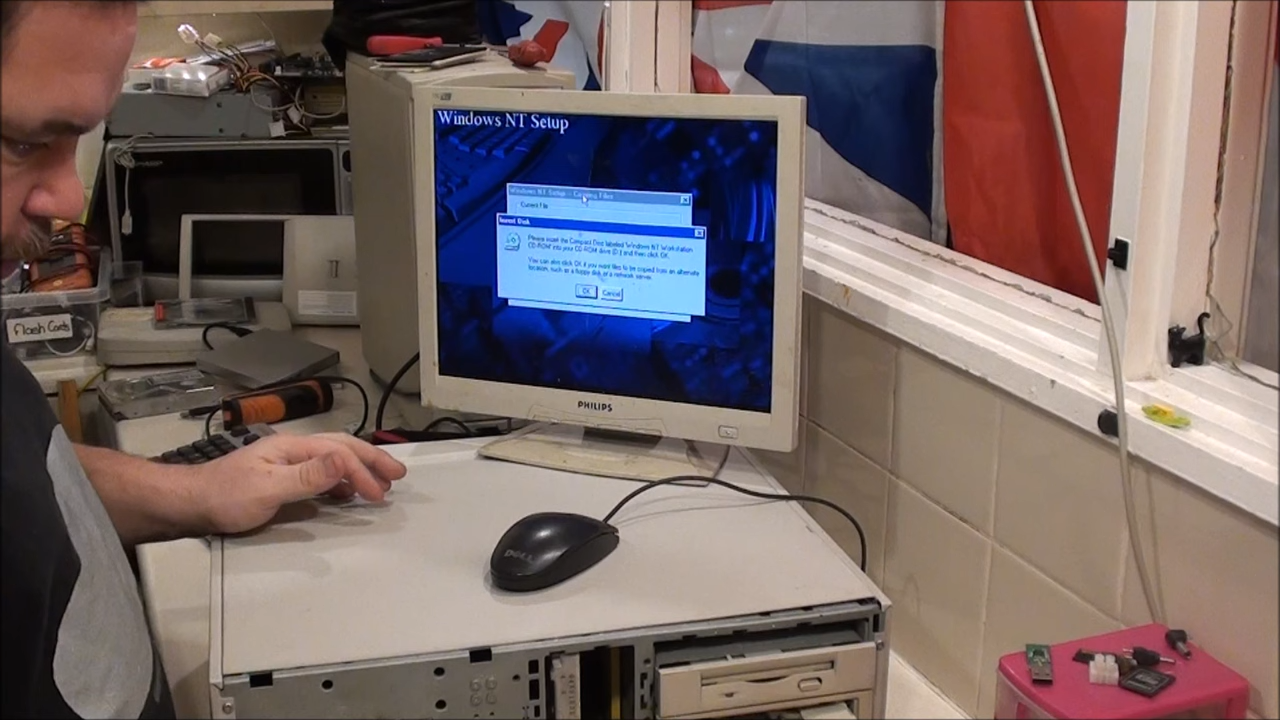 Windows NT Setup
Windows NT Setup - Copying Files
Current File
Insert Disk
Please insert the Compact Disk labeled 'Windows NT Workstation
CD-ROM' into your CD-ROM drive (D:) and then click OK.
You can also click OK if you want files to be copied from an alternate
location, such as a floppy disk or a network server.
OK Cancel
PHILIPS
Flash Cards
DELL